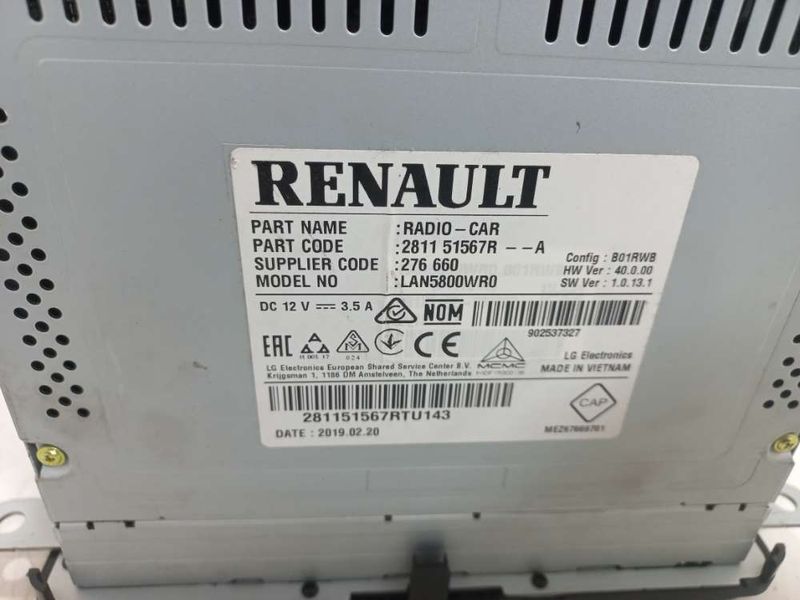 RENAULT
PART NAME : RADIO-CAR
PART CODE : 2811 51567R --A
SUPPLIER CODE : 276 660
MODEL NO : LAN5800WR0
Config : B01RWB
HW Ver : 40.0.00
SW Ver : 1.0.13.1
DC 12 V 3.5 A
NOM
902537327
EAC
024
CE
MCMC
LG Electronics
MADE IN VIETNAM
LG Electronics European Shared Service Center B.V.
Krijgsman 1, 1186 DM Amstelveen, The Netherlands
281151567RTU143
CAP
DATE : 2019.02.20